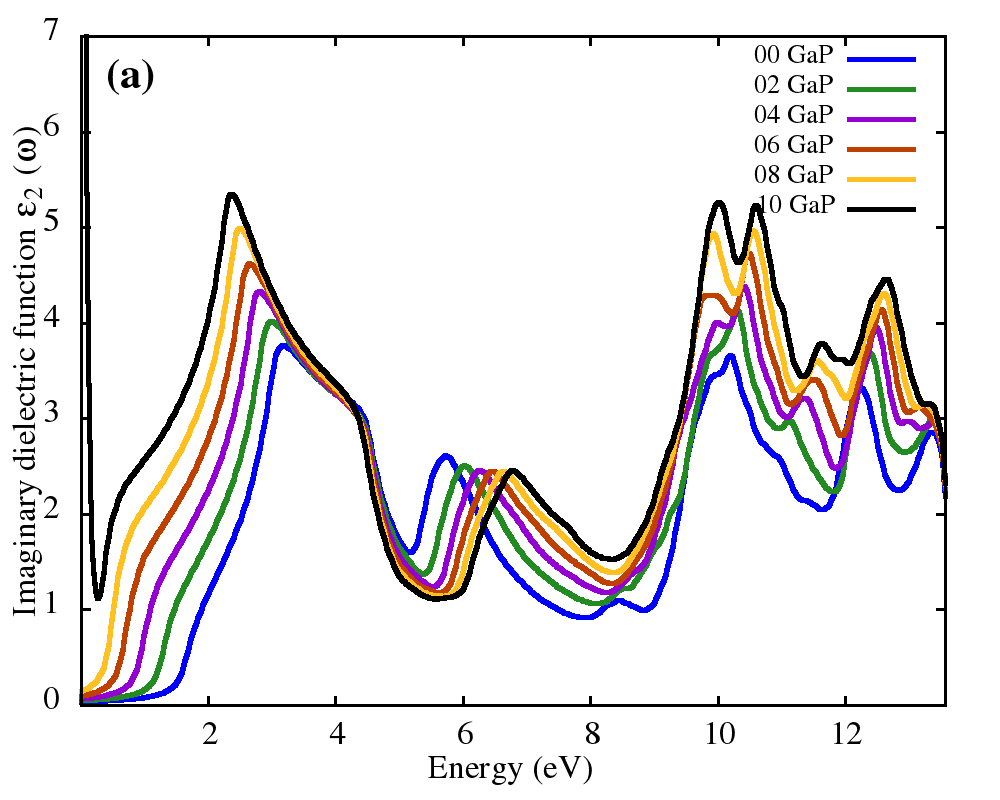 (a)
00 GaP
02 GaP
04 GaP
06 GaP
08 GaP
10 GaP
Imaginary dielectric function ε₂ (ω)
7
6
5
4
3
2
1
0
2 4 6 8 10 12
Energy (eV)